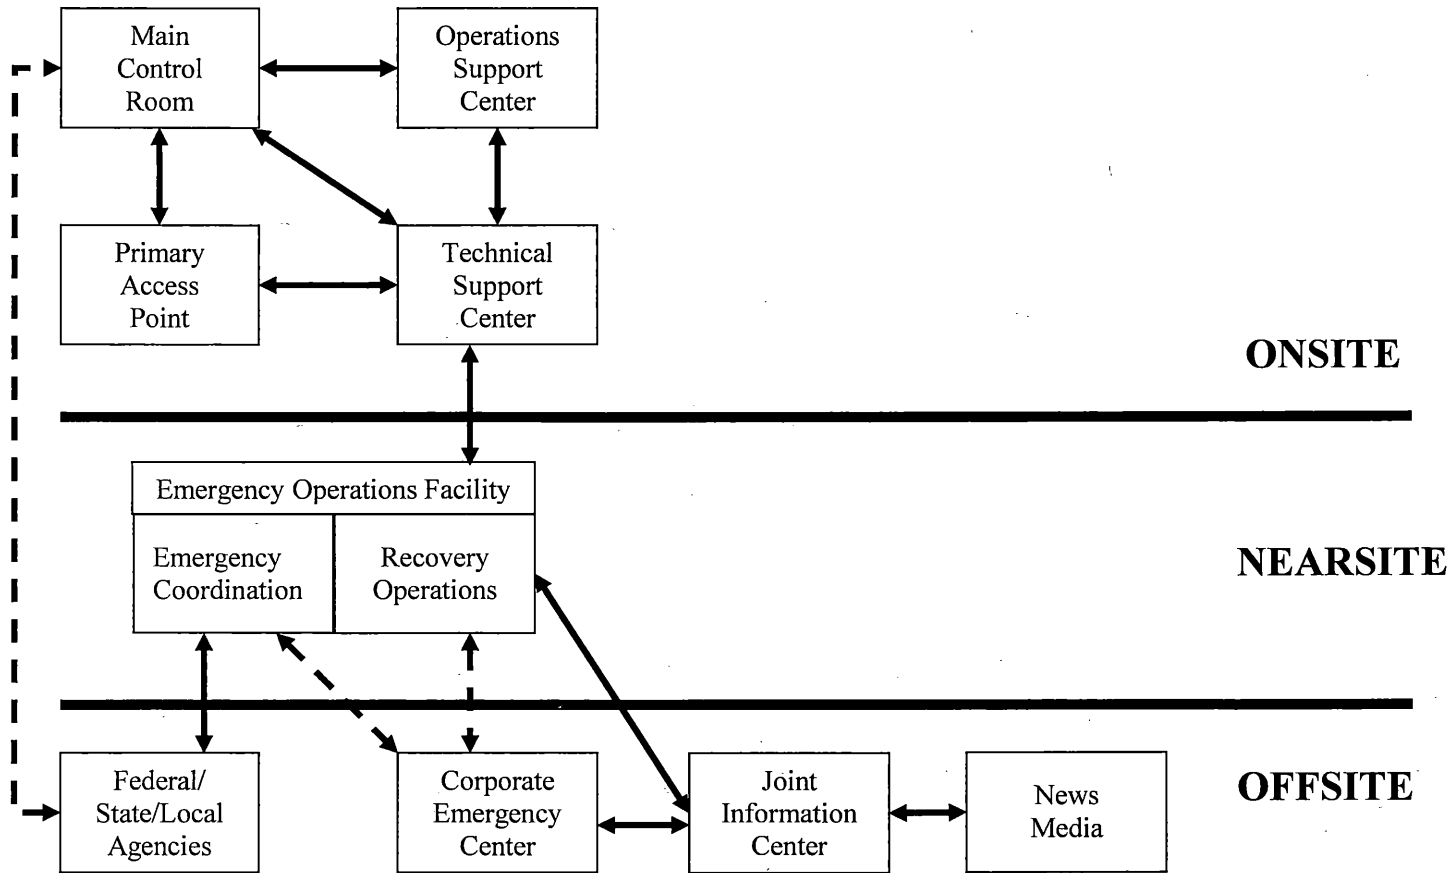 Main
Control
Room
Operations
Support
Center
Primary
Access
Point
Technical
Support
Center
ONSITE
Emergency Operations Facility
Emergency
Coordination
Recovery
Operations
NEARSITE
Federal/
State/Local
Agencies
Corporate
Emergency
Center
Joint
Information
Center
News
Media
OFFSITE